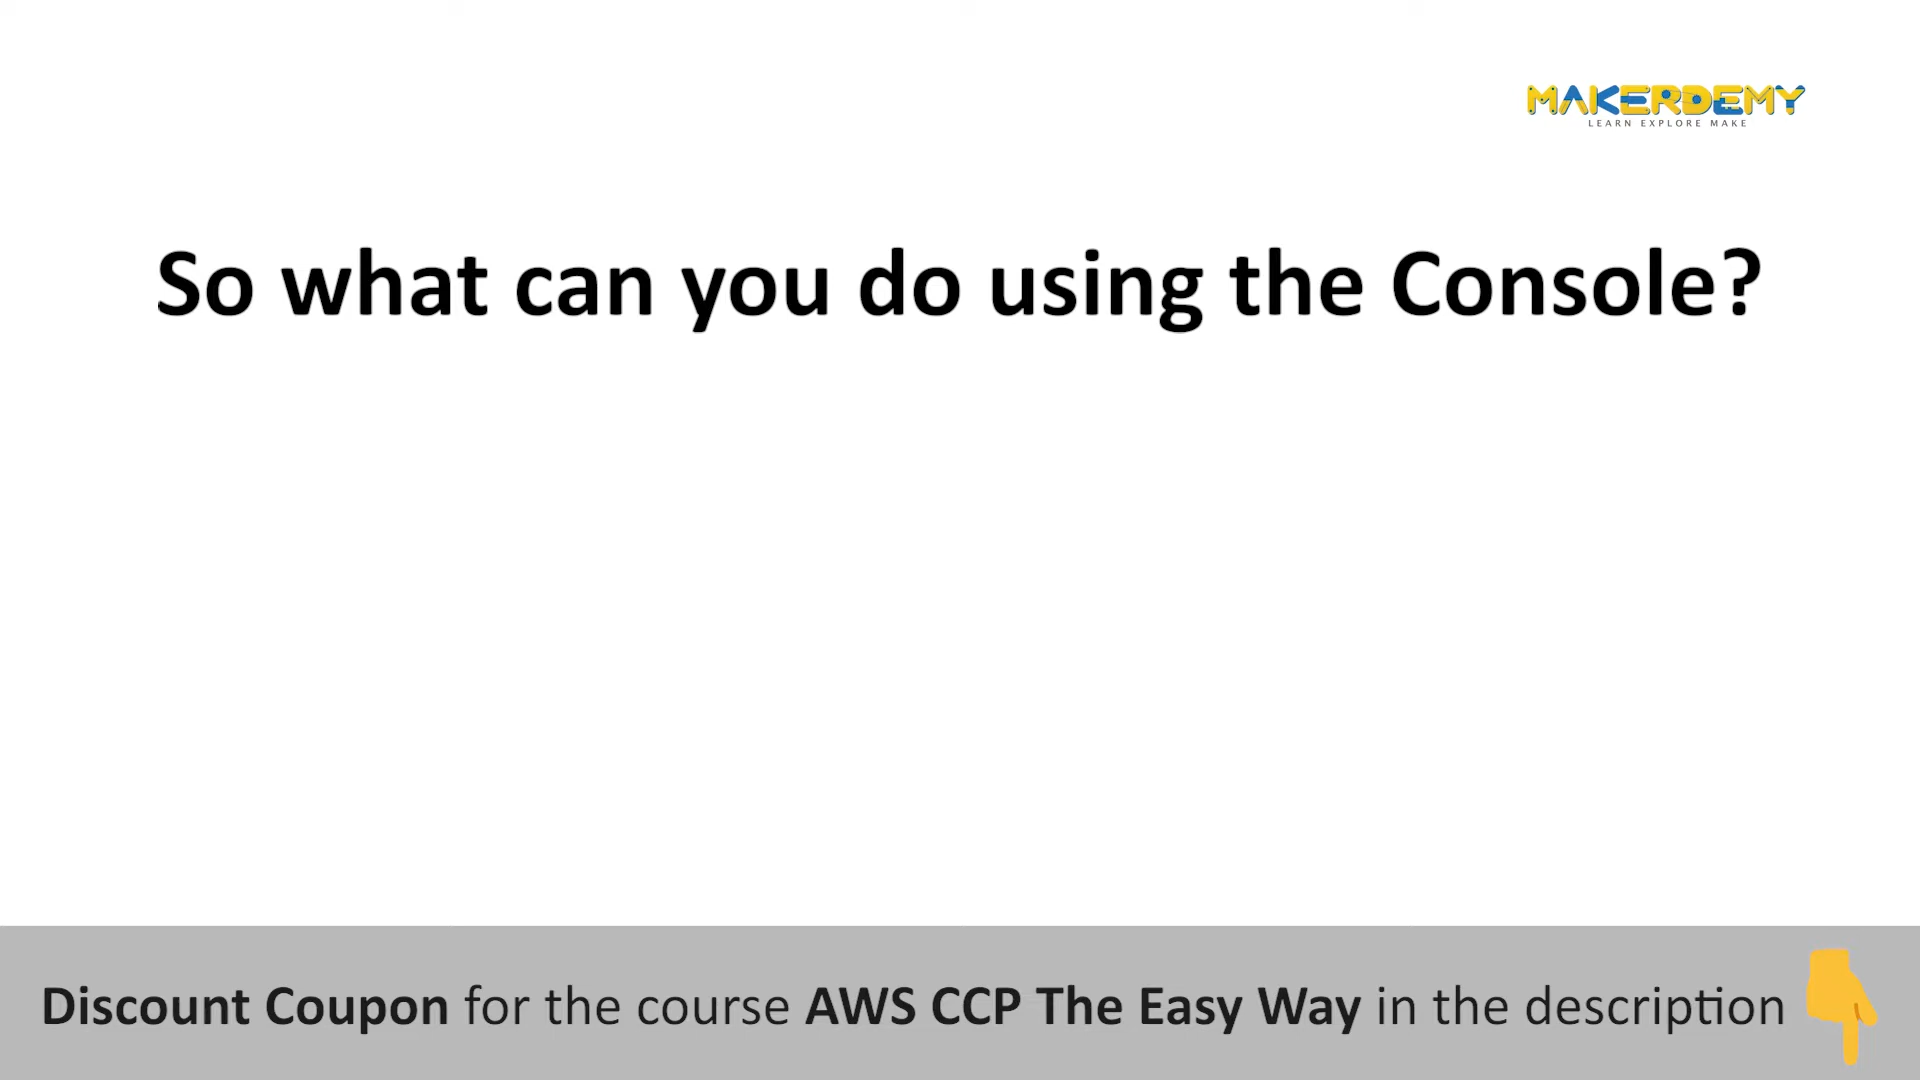 MAKERDEMY
LEARN EXPLORE MAKE
So what can you do using the Console?
Discount Coupon for the course AWS CCP The Easy Way in the description